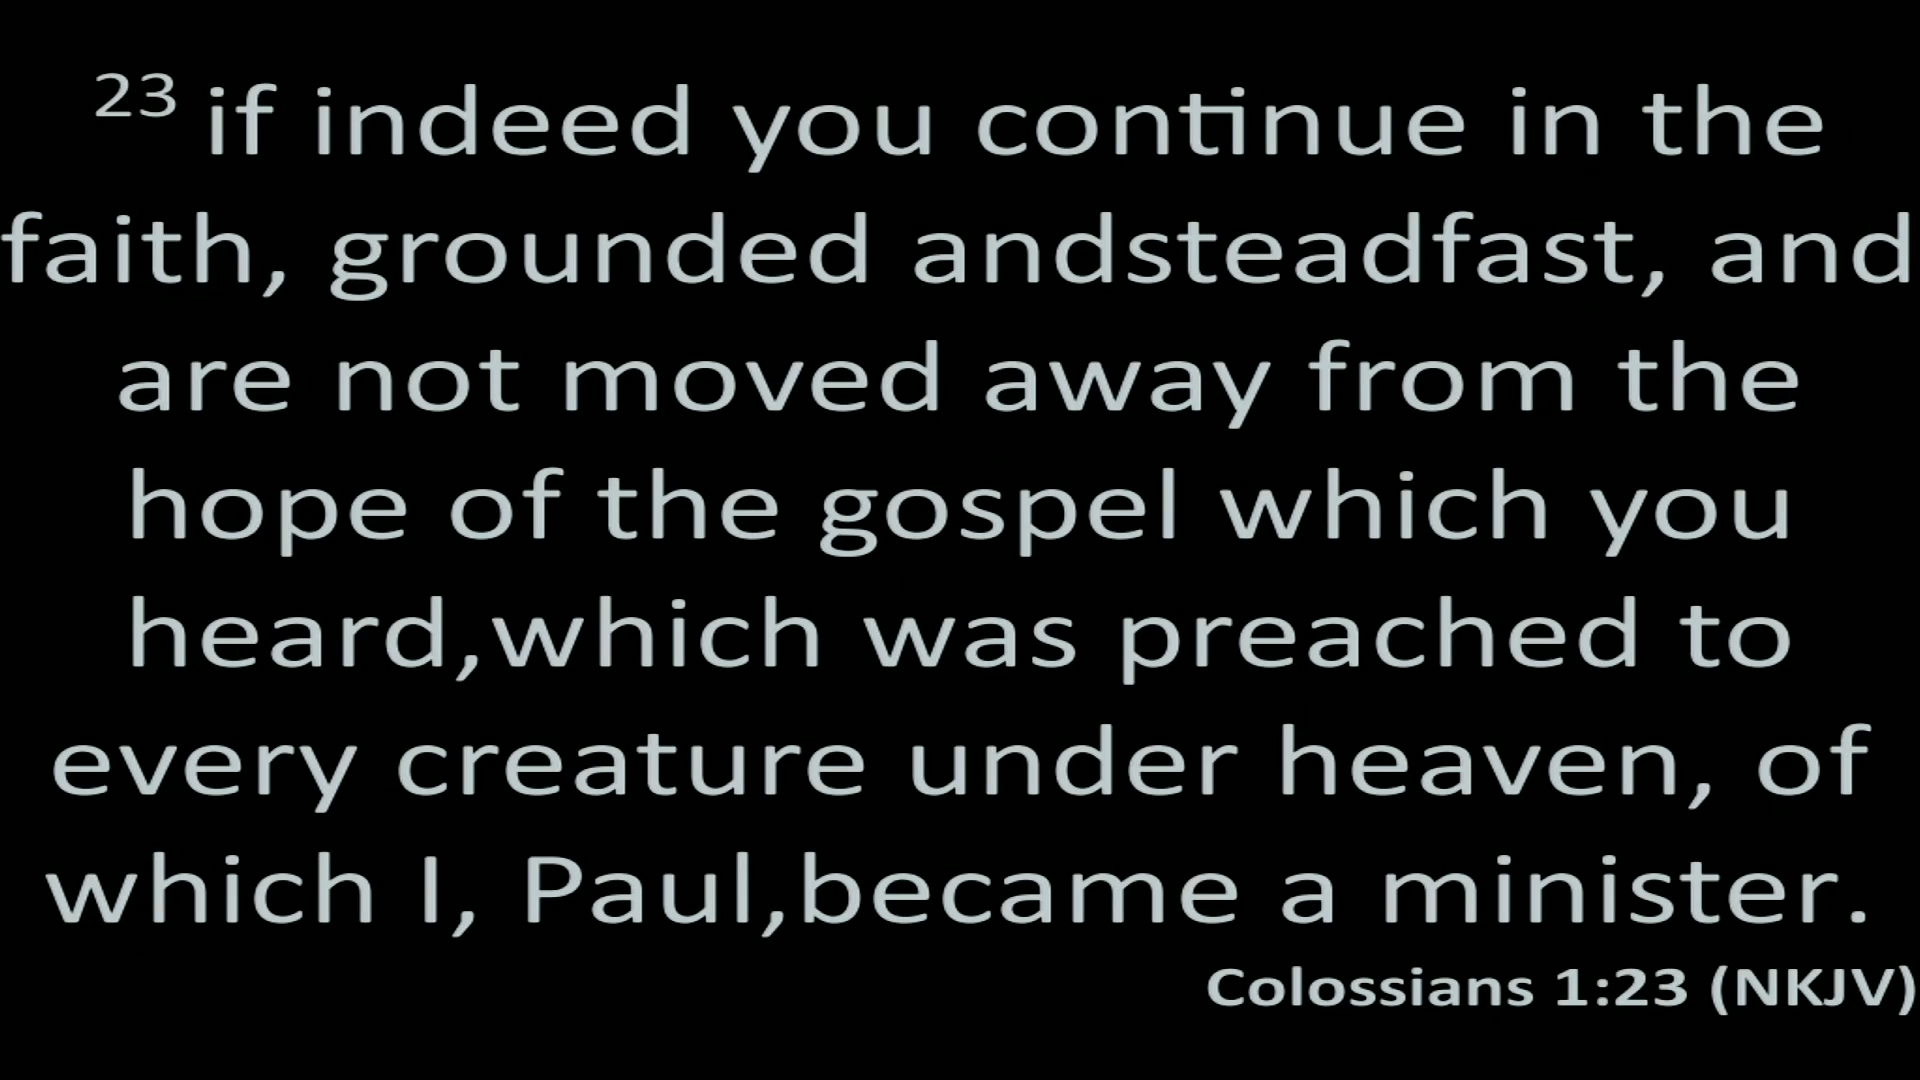 23 if indeed you continue in the
faith, grounded andsteadfast, and
are not moved away from the
hope of the gospel which you
heard,which was preached to
every creature under heaven, of
which I, Paul,became a minister.
Colossians 1:23 (NKJV)